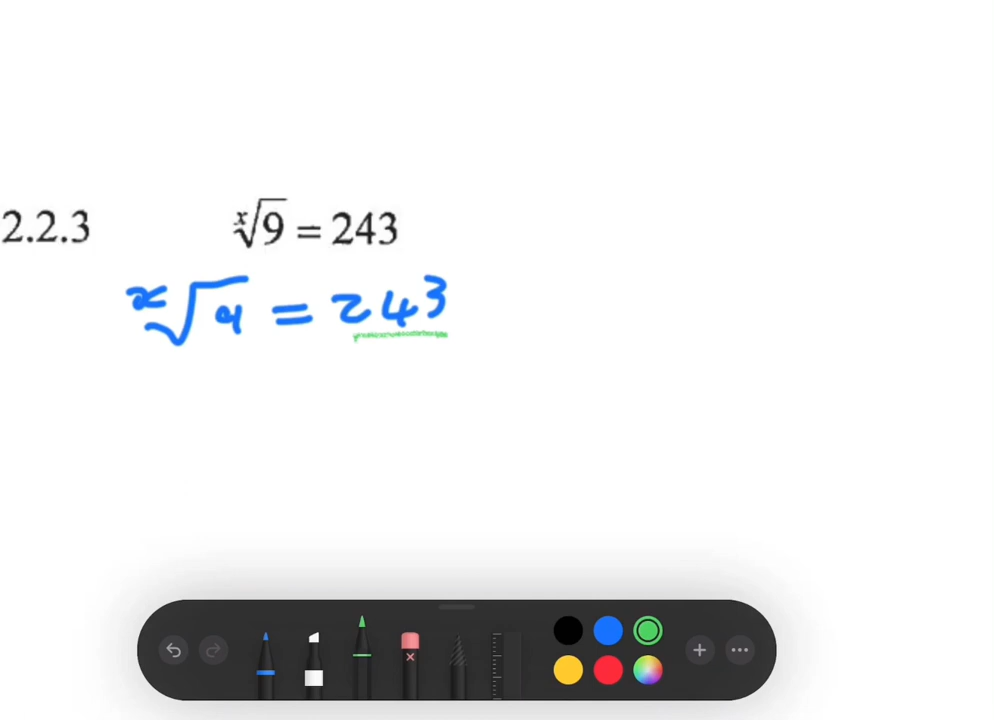 2.2.3 ˣ√9 = 243
ˣ√9 = 243